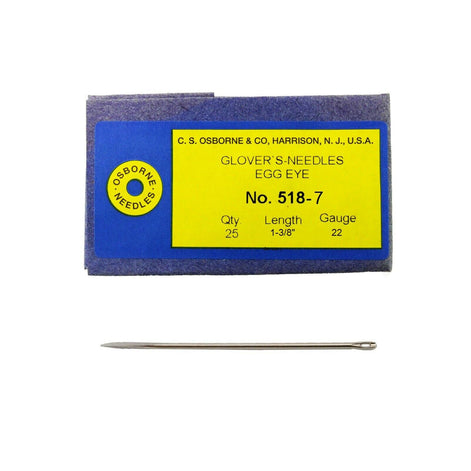 C. S. OSBORNE & CO, HARRISON, N. J., U.S.A.
GLOVER`S-NEEDLES
EGG EYE
No. 518-7
Qty. Length Gauge
25 1-3/8" 22
·OSBORNE·
NEEDLES